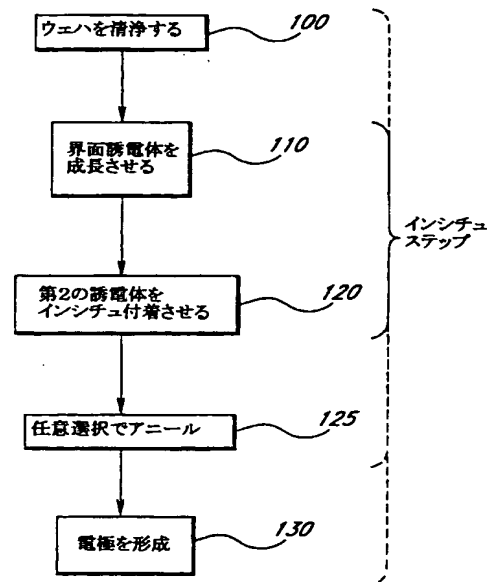 ウェハを清浄する
100
界面誘電体を
成長させる
110
インシチュ
ステップ
第2の誘電体を
インシチュ付着させる
120
任意選択でアニール
125
電極を形成
130